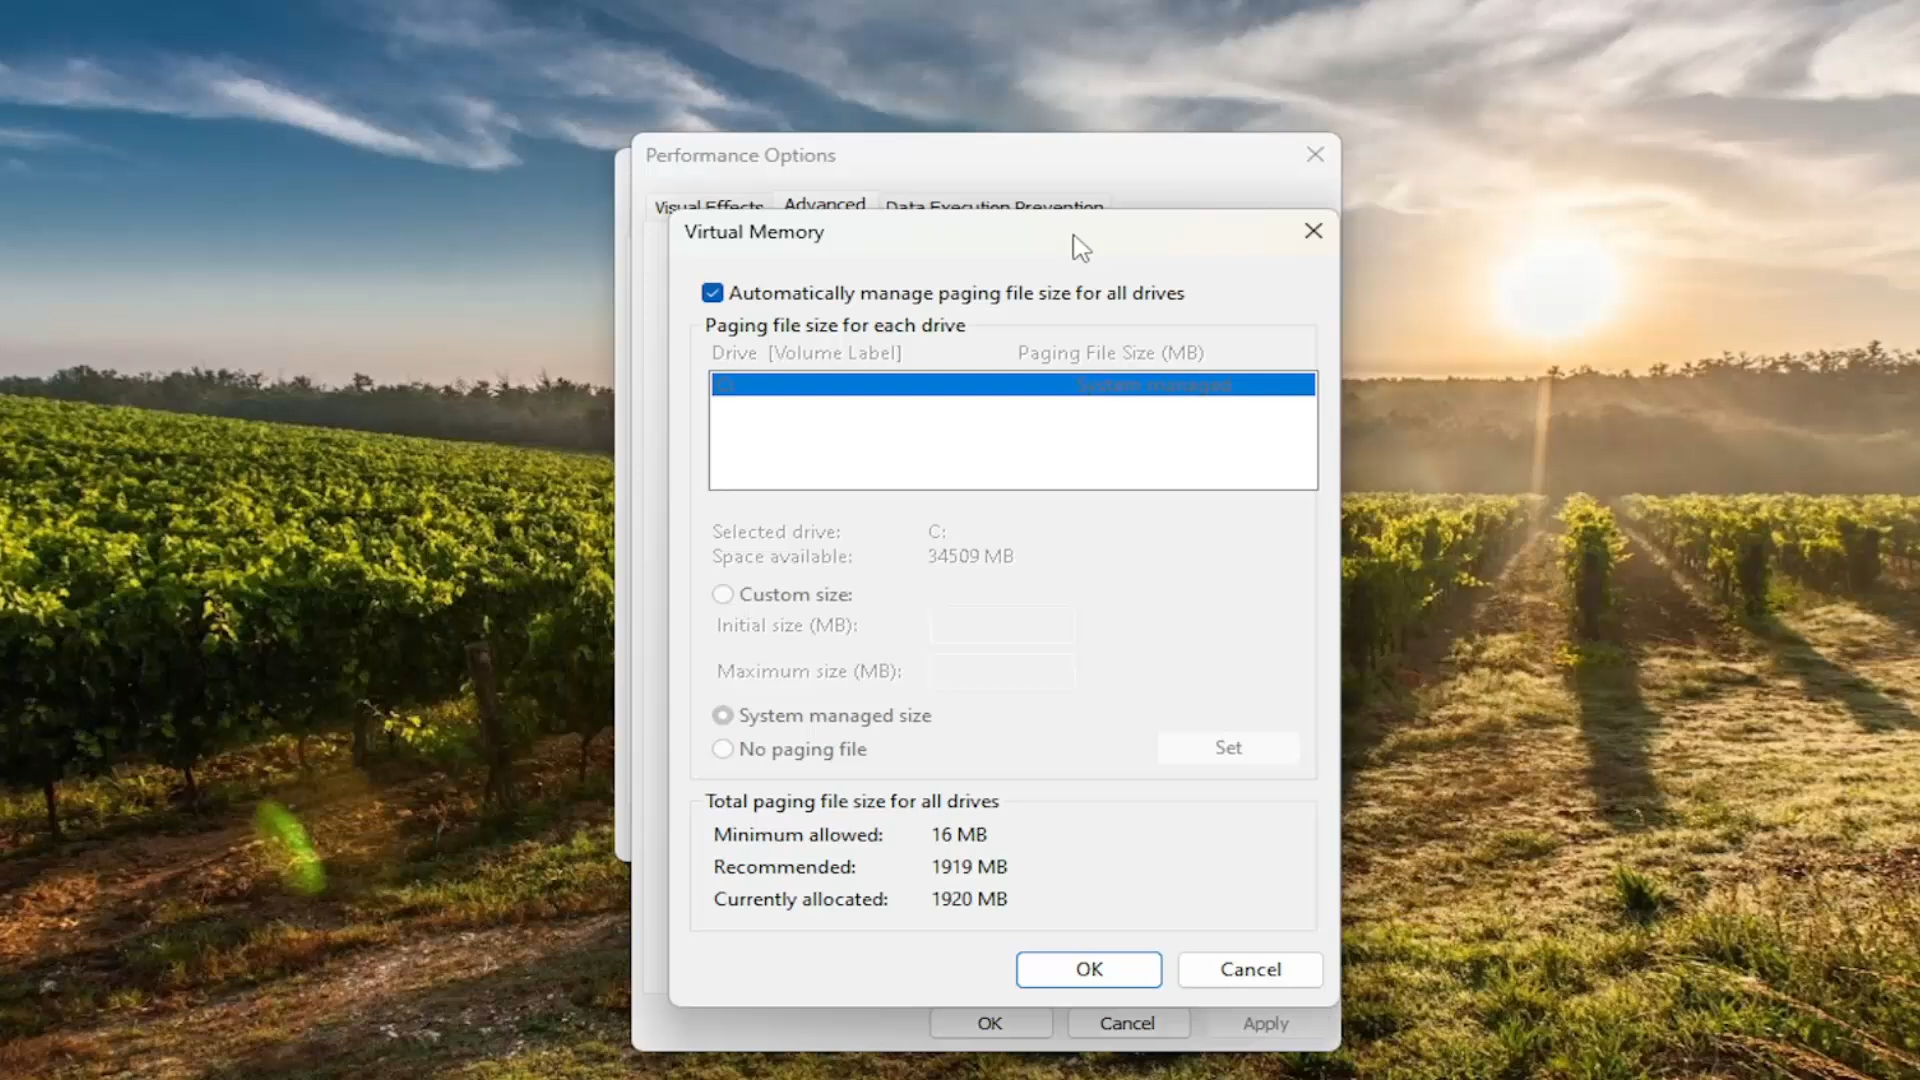 Performance Options
Visual Effects Advanced Data Execution Prevention
Virtual Memory
Automatically manage paging file size for all drives
Paging file size for each drive
Drive [Volume Label] Paging File Size (MB)
C: System managed
Selected drive: C:
Space available: 34509 MB
Custom size:
Initial size (MB):
Maximum size (MB):
System managed size
No paging file Set
Total paging file size for all drives
Minimum allowed: 16 MB
Recommended: 1919 MB
Currently allocated: 1920 MB
OK Cancel
OK Cancel Apply